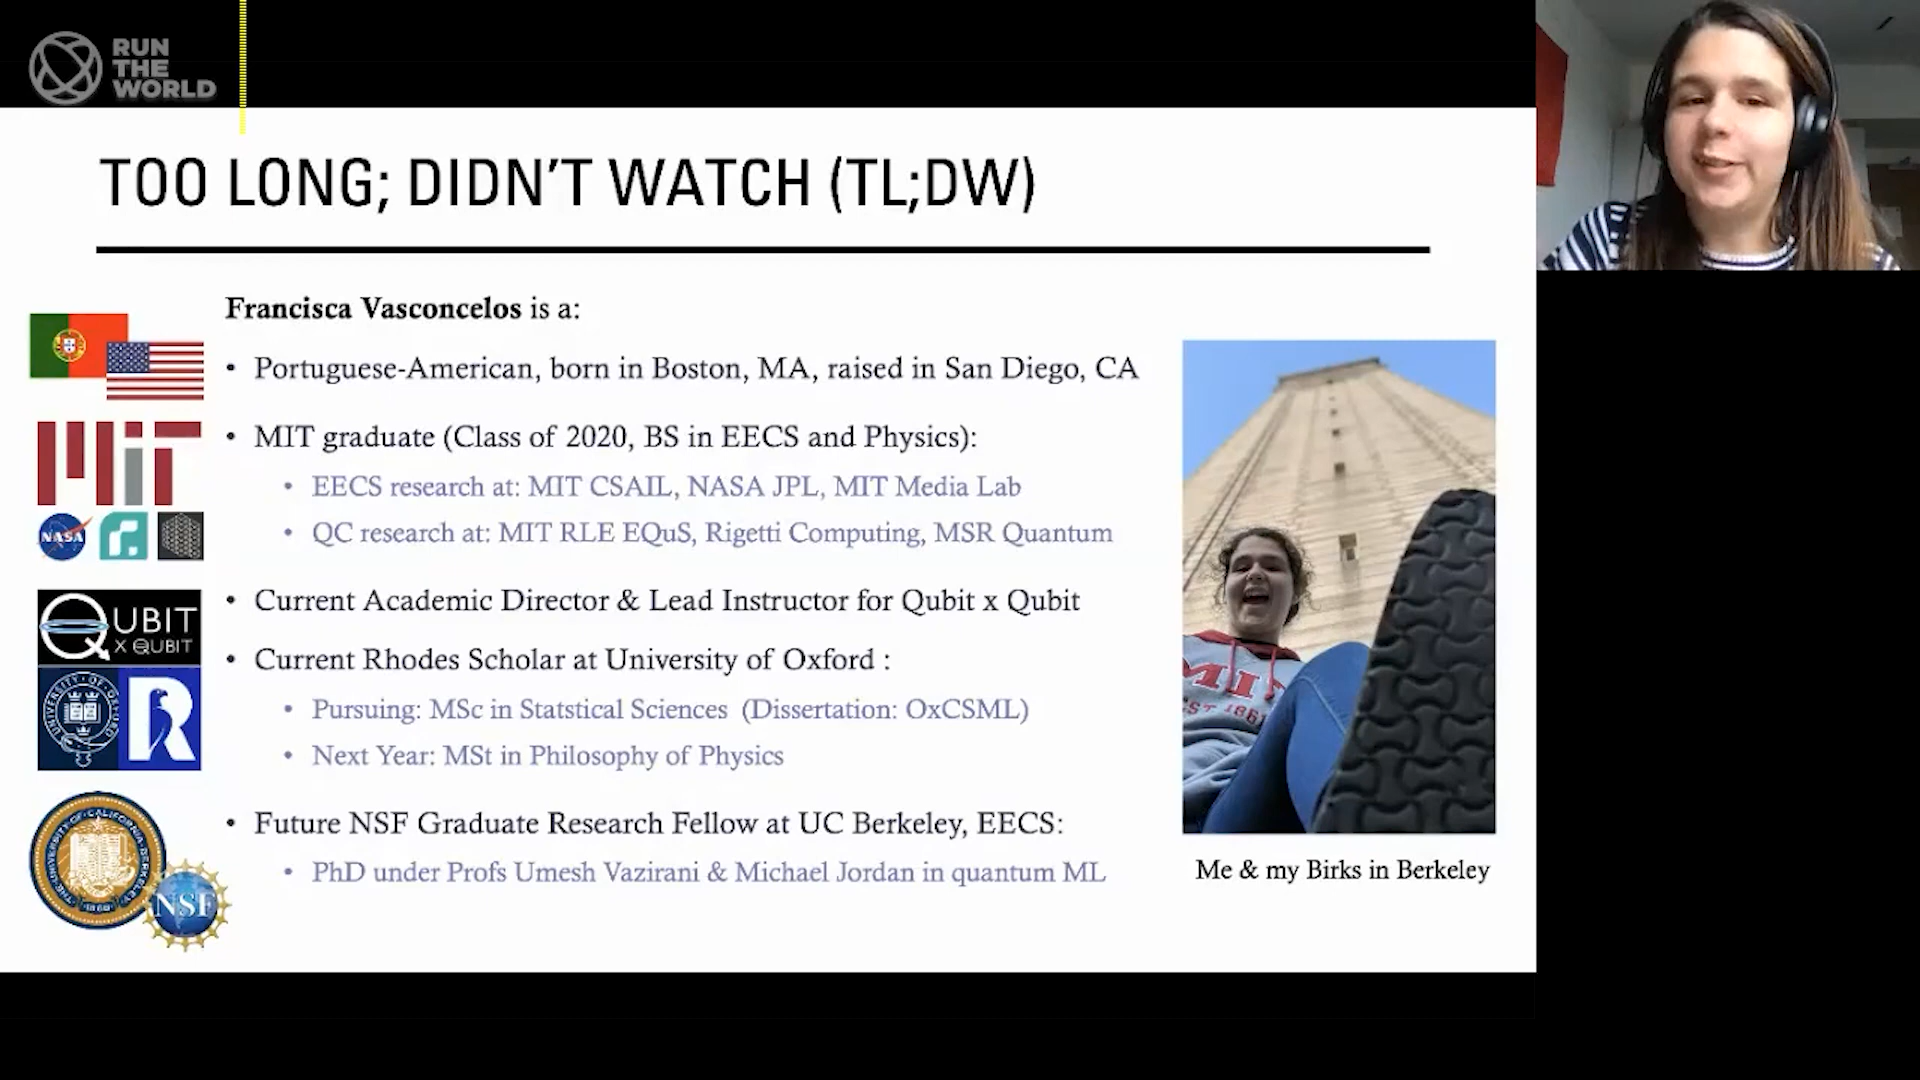 RUN
THE
WORLD
TOO LONG; DIDN'T WATCH (TL;DW)
Francisca Vasconcelos is a:
• Portuguese-American, born in Boston, MA, raised in San Diego, CA
MiT
• MIT graduate (Class of 2020, BS in EECS and Physics):
• EECS research at: MIT CSAIL, NASA JPL, MIT Media Lab
NASA
• QC research at: MIT RLE EQuS, Rigetti Computing, MSR Quantum
QUBIT
X QUBIT
• Current Academic Director & Lead Instructor for Qubit x Qubit
• Current Rhodes Scholar at University of Oxford :
UNIVERSITY OF OXFORD
R
• Pursuing: MSc in Statstical Sciences (Dissertation: OxCSML)
• Next Year: MSt in Philosophy of Physics
• Future NSF Graduate Research Fellow at UC Berkeley, EECS:
• PhD under Profs Umesh Vazirani & Michael Jordan in quantum ML
NSF
MIT
Me & my Birks in Berkeley